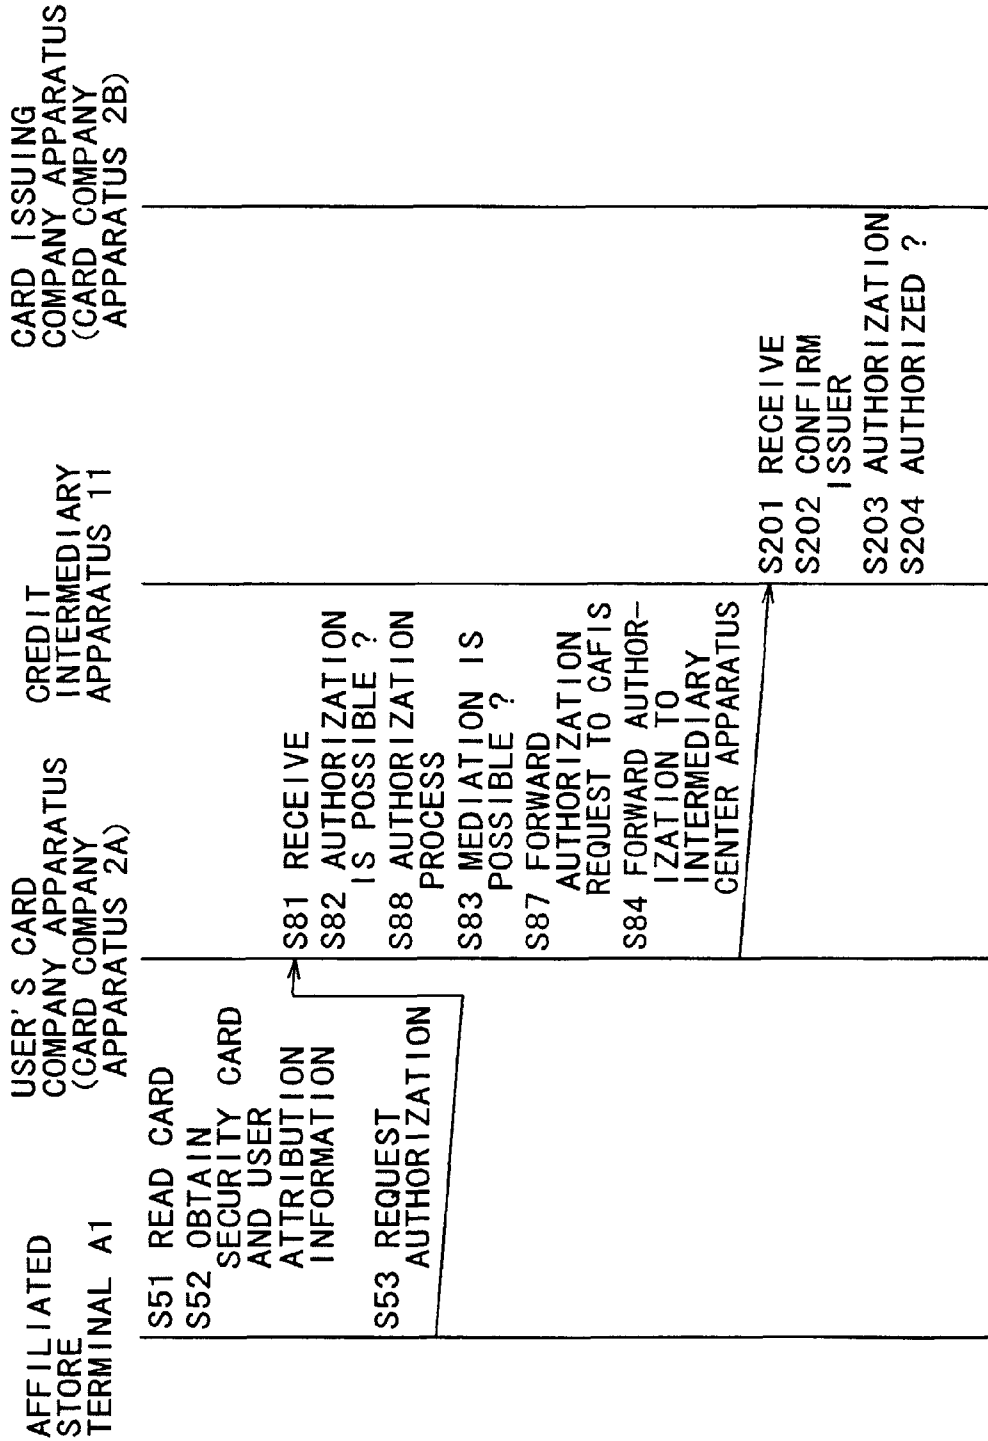 AFFILIATED
STORE
TERMINAL A1
USER'S CARD
COMPANY APPARATUS
(CARD COMPANY
APPARATUS 2A)
CREDIT
INTERMEDIARY
APPARATUS 11
CARD ISSUING
COMPANY APPARATUS
(CARD COMPANY
APPARATUS 2B)
S51 READ CARD
S52 OBTAIN
SECURITY CARD
AND USER
ATTRIBUTION
INFORMATION
S53 REQUEST
AUTHORIZATION
S81 RECEIVE
S82 AUTHORIZATION
IS POSSIBLE ?
S88 AUTHORIZATION
PROCESS
S83 MEDIATION IS
POSSIBLE ?
S87 FORWARD
AUTHORIZATION
REQUEST TO CAFIS
S84 FORWARD AUTHOR-
IZATION TO
INTERMEDIARY
CENTER APPARATUS
S201 RECEIVE
S202 CONFIRM
ISSUER
S203 AUTHORIZATION
S204 AUTHORIZED ?